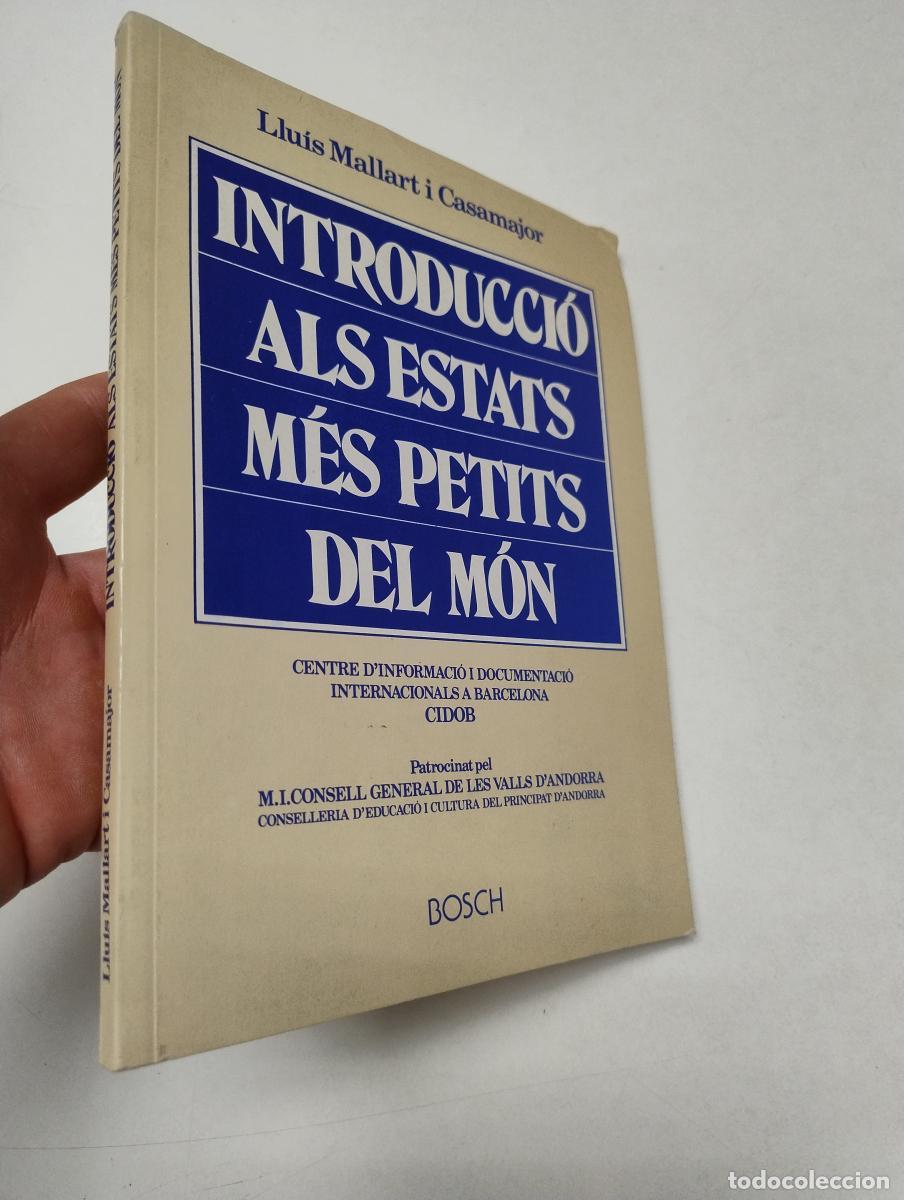 Lluís Mallart i Casamajor
INTRODUCCIÓ
ALS ESTATS
MÉS PETITS
DEL MÓN
CENTRE D'INFORMACIÓ I DOCUMENTACIÓ
INTERNACIONALS A BARCELONA
CIDOB
Patrocinat pel
M.I.CONSELL GENERAL DE LES VALLS D'ANDORRA
CONSELLERIA D'EDUCACIÓ I CULTURA DEL PRINCIPAT D'ANDORRA
BOSCH
Lluís Mallart i Casamajor INTRODUCCIÓ ALS ESTATS MÉS PETITS DEL MÓN
todocoleccion